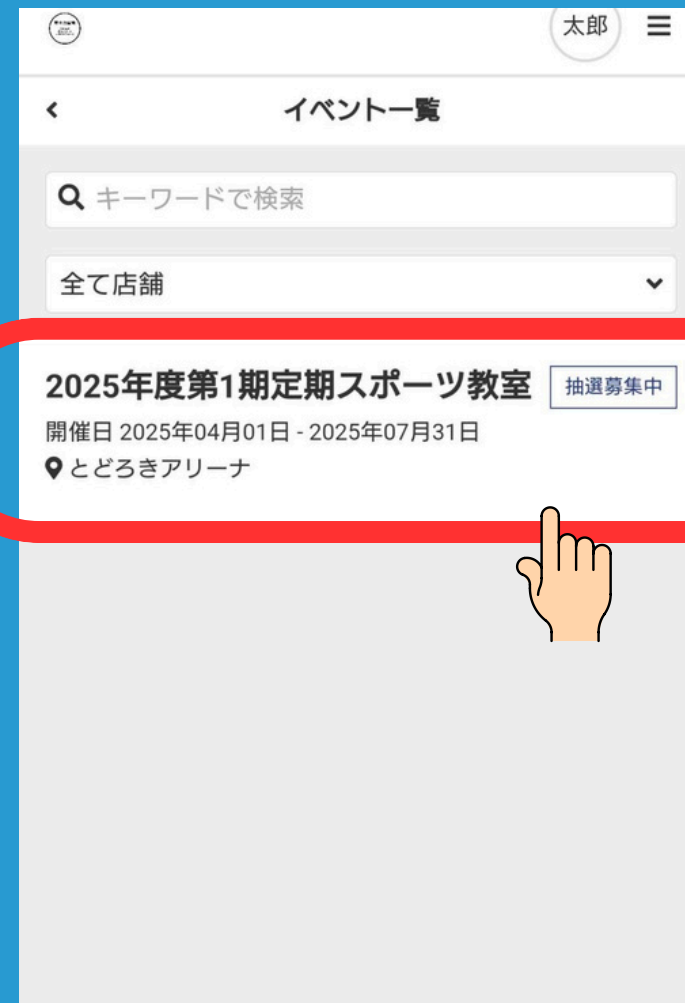 太郎
イベント一覧
キーワードで検索
全て店舗
2025年度第1期定期スポーツ教室 抽選募集中
開催日 2025年04月01日 - 2025年07月31日
とどろきアリーナ